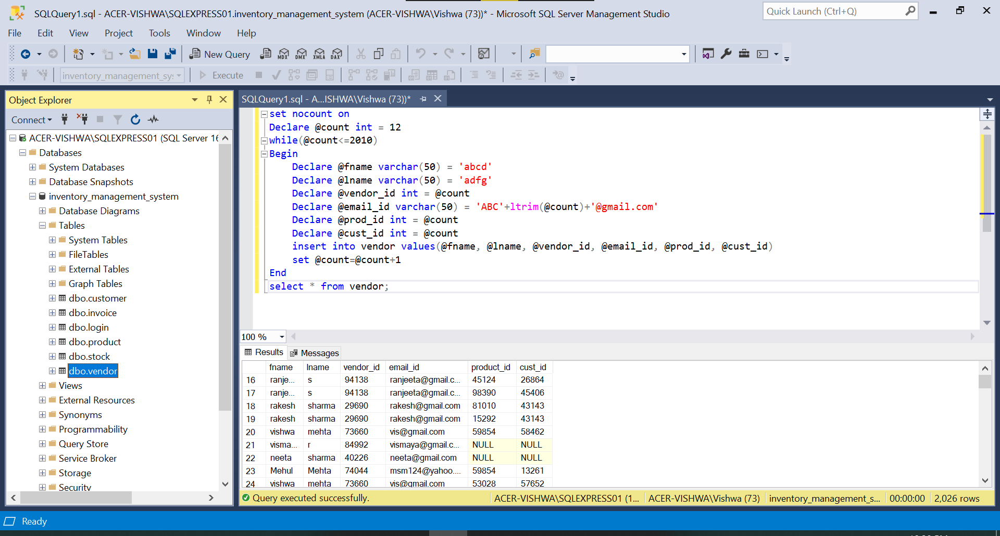 SQLQuery1.sql - ACER-VISHWA\SQLEXPRESS01.inventory_management_system (ACER-VISHWA\Vishwa (73))* - Microsoft SQL Server Management Studio
Quick Launch (Ctrl+Q)
File Edit View Project Tools Window Help
New Query MDX DMX XMLA DAX
inventory_management_sy: Execute
Object Explorer
SQLQuery1.sql - A...ISHWA\Vishwa (73))*
Connect
ACER-VISHWA\SQLEXPRESS01 (SQL Server 16
Databases
System Databases
Database Snapshots
inventory_management_system
Database Diagrams
Tables
System Tables
FileTables
External Tables
Graph Tables
dbo.customer
dbo.invoice
dbo.login
dbo.product
dbo.stock
dbo.vendor
Views
External Resources
Synonyms
Programmability
Query Store
Service Broker
Storage
Security
set nocount on
Declare @count int = 12
while(@count<=2010)
Begin
Declare @fname varchar(50) = 'abcd'
Declare @lname varchar(50) = 'adfg'
Declare @vendor_id int = @count
Declare @email_id varchar(50) = 'ABC'+ltrim(@count)+'@gmail.com'
Declare @prod_id int = @count
Declare @cust_id int = @count
insert into vendor values(@fname, @lname, @vendor_id, @email_id, @prod_id, @cust_id)
set @count=@count+1
End
select * from vendor;
100 %
Results Messages
fname lname vendor_id email_id product_id cust_id
16 ranje... s 94138 ranjeeta@gmail.c... 45124 26864
17 ranje... s 94138 ranjeeta@gmail.c... 98390 45406
18 rakesh sharma 29690 rakesh@gmail.com 81010 43143
19 rakesh sharma 29690 rakesh@gmail.com 15292 43143
20 vishwa mehta 73660 vis@gmail.com 59854 58462
21 visma... r 84992 vismaya@gmail.c... NULL NULL
22 neeta sharma 40226 neeta@gmail.com NULL NULL
23 Mehul Mehta 74044 msm124@yahoo.... 59854 13261
24 vishwa mehta 73660 vis@gmail.com 53028 57652
Query executed successfully. ACER-VISHWA\SQLEXPRESS01 (1... ACER-VISHWA\Vishwa (73) inventory_management_s... 00:00:00 2,026 rows
Ready